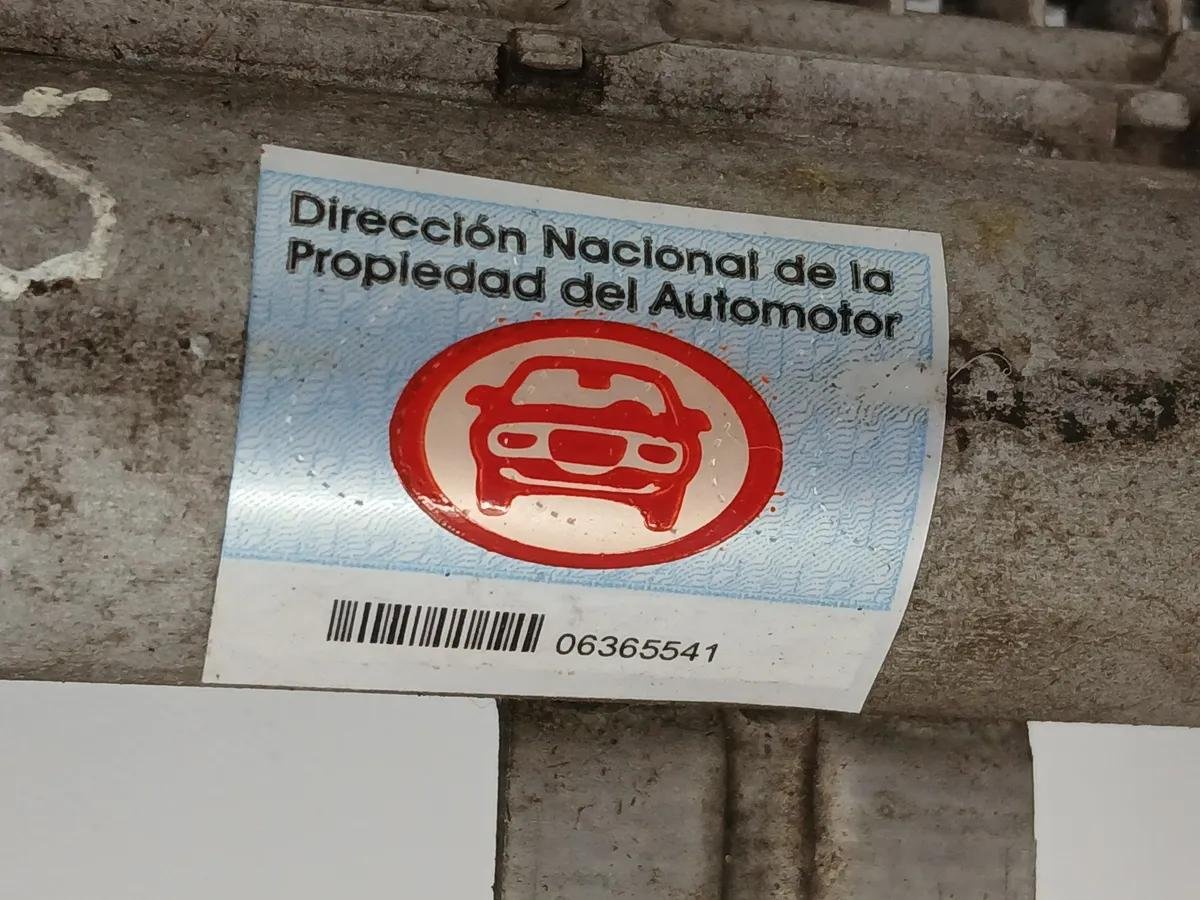 Dirección Nacional de la
Propiedad del Automotor
06365541